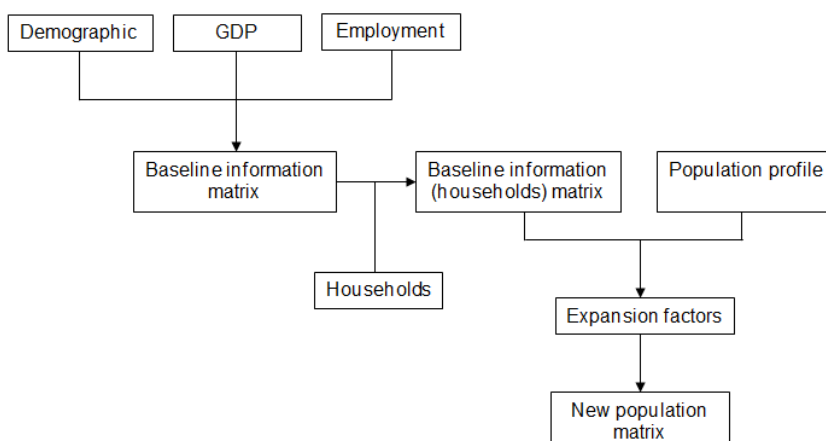 Demographic
GDP
Employment
Baseline information
matrix
Baseline information
(households) matrix
Population profile
Households
Expansion factors
New population
matrix